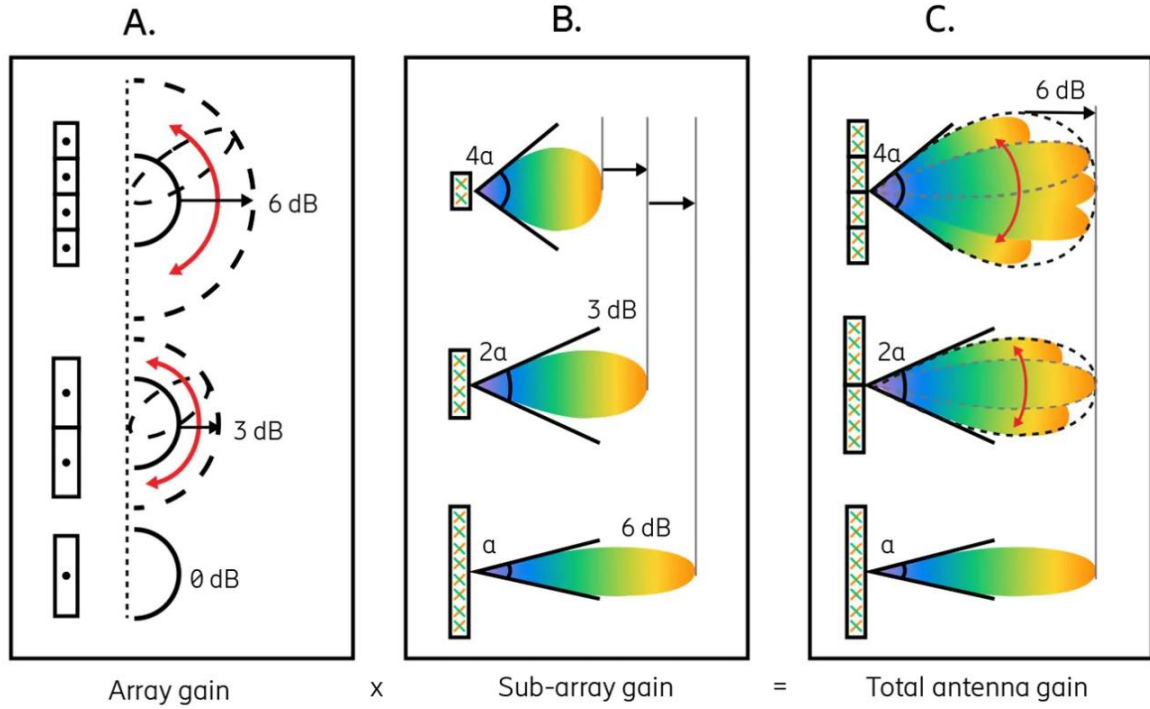 A.
B.
C.
6 dB
3 dB
0 dB
4α
3 dB
2α
6 dB
α
6 dB
4α
2α
α
Array gain
x
Sub-array gain
=
Total antenna gain